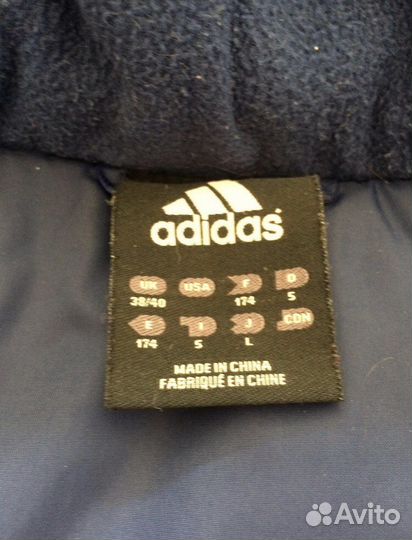 adidas
UK USA F D
38/40 174 5
E I J CDN
174 5 L
MADE IN CHINA
FABRIQUÉ EN CHINE
Avito